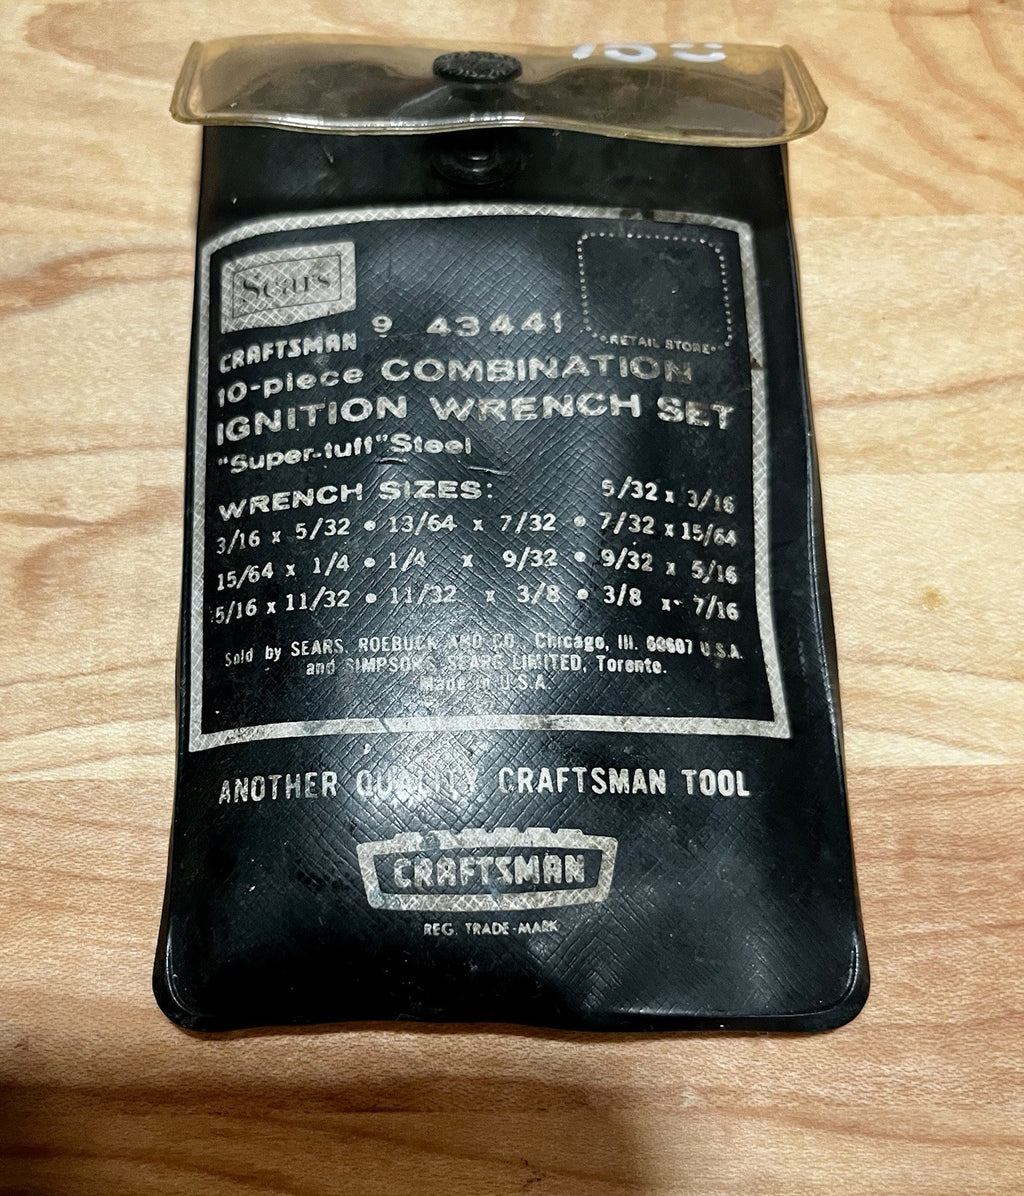 Sears
CRAFTSMAN 9 43441
RETAIL STORE
10-piece COMBINATION
IGNITION WRENCH SET
"Super-tuff" Steel
WRENCH SIZES: 5/32 x 3/16
3/16 x 5/32 • 13/64 x 7/32 • 7/32 x 15/64
15/64 x 1/4 • 1/4 x 9/32 • 9/32 x 5/16
5/16 x 11/32 • 11/32 x 3/8 • 3/8 x 7/16
Sold by SEARS, ROEBUCK AND CO. Chicago, Ill. 60607 U.S.A.
and SIMPSONS SEARS LIMITED, Toronto.
Made in U.S.A.
ANOTHER QUALITY CRAFTSMAN TOOL
CRAFTSMAN
REG. TRADE-MARK